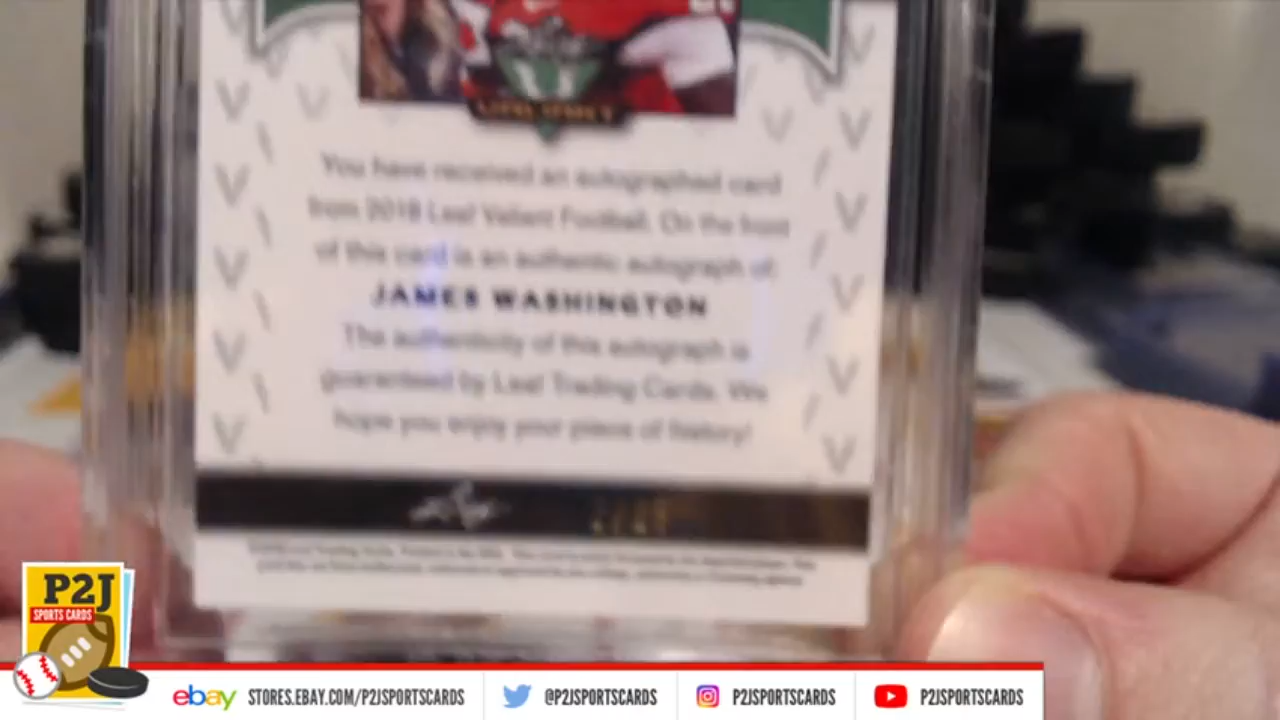 You have received an autographed card
from 2018 Leaf Valiant Football. On the front
of this card is an authentic autograph of:
JAMES WASHINGTON
The authenticity of this autograph is
guaranteed by Leaf Trading Cards. We
hope you enjoy your piece of history!
P2J
SPORTS CARDS
ebay STORES.EBAY.COM/P2JSPORTSCARDS @P2JSPORTSCARDS P2JSPORTSCARDS P2JSPORTSCARDS